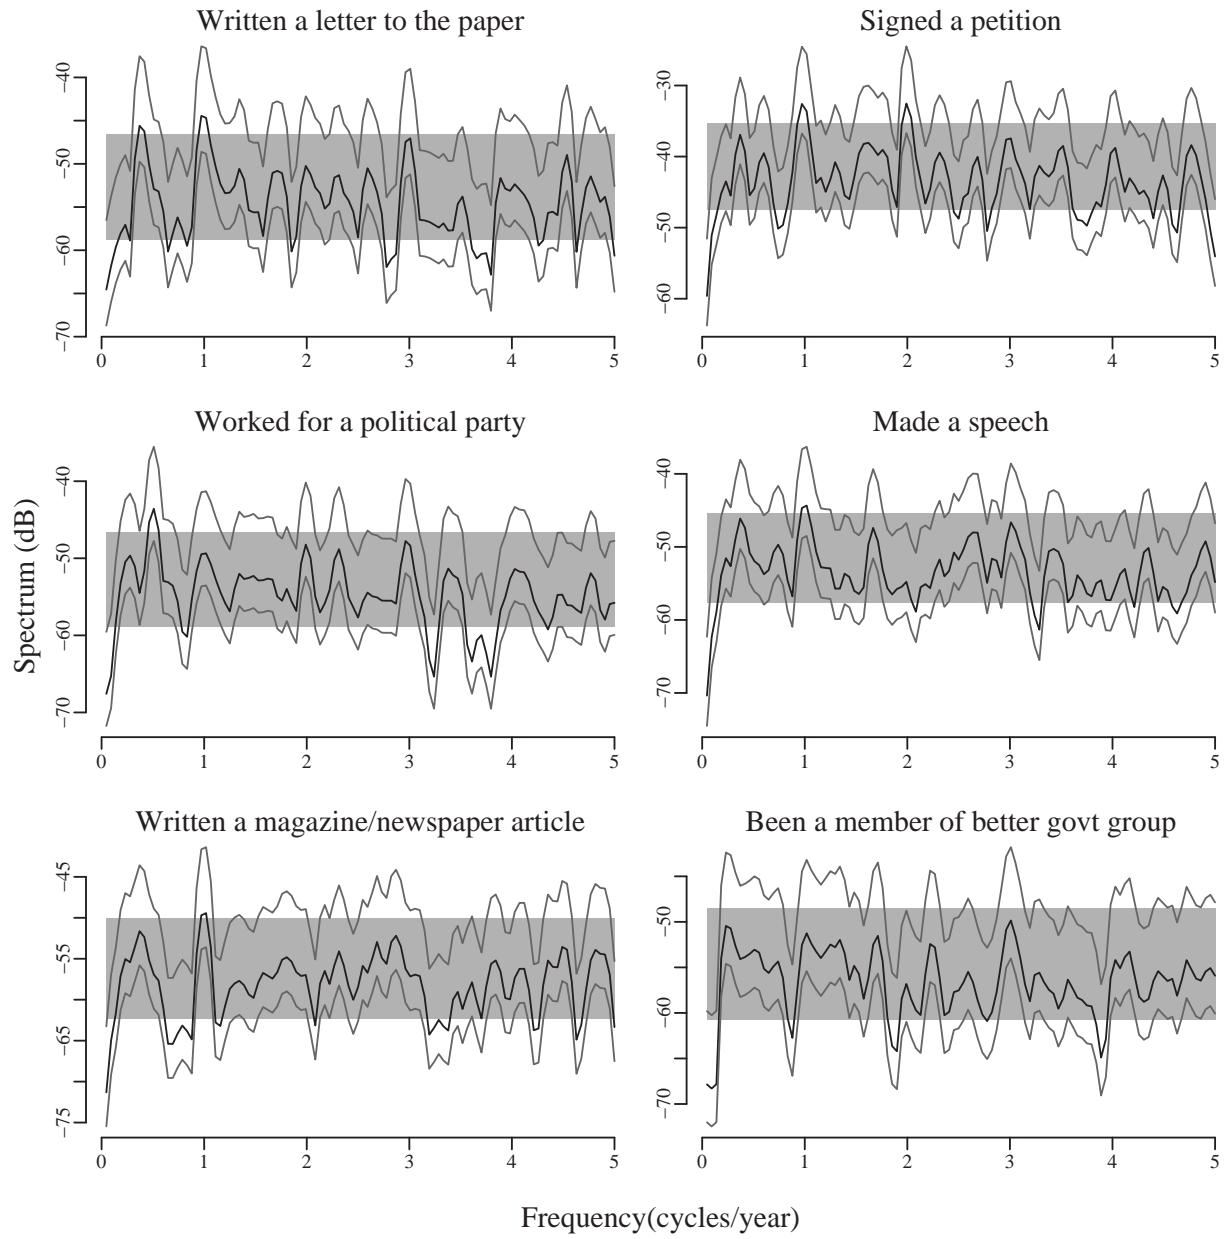 Written a letter to the paper
Signed a petition
−40
−50
−60
−70
0 1 2 3 4 5
−30
−40
−50
−60
0 1 2 3 4 5
Worked for a political party
Made a speech
−40
−50
−60
−70
0 1 2 3 4 5
−40
−50
−60
−70
0 1 2 3 4 5
Spectrum (dB)
Written a magazine/newspaper article
Been a member of better govt group
−45
−55
−65
−75
0 1 2 3 4 5
−50
−60
−70
0 1 2 3 4 5
Frequency(cycles/year)